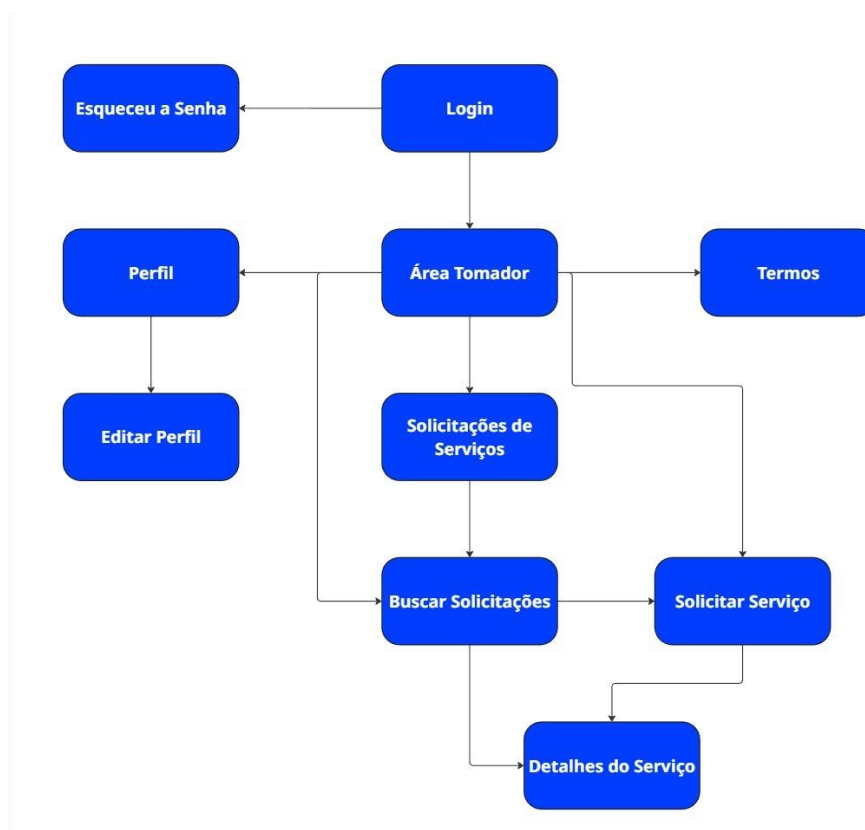 Esqueceu a Senha
Login
Perfil
Área Tomador
Termos
Editar Perfil
Solicitações de
Serviços
Buscar Solicitações
Solicitar Serviço
Detalhes do Serviço